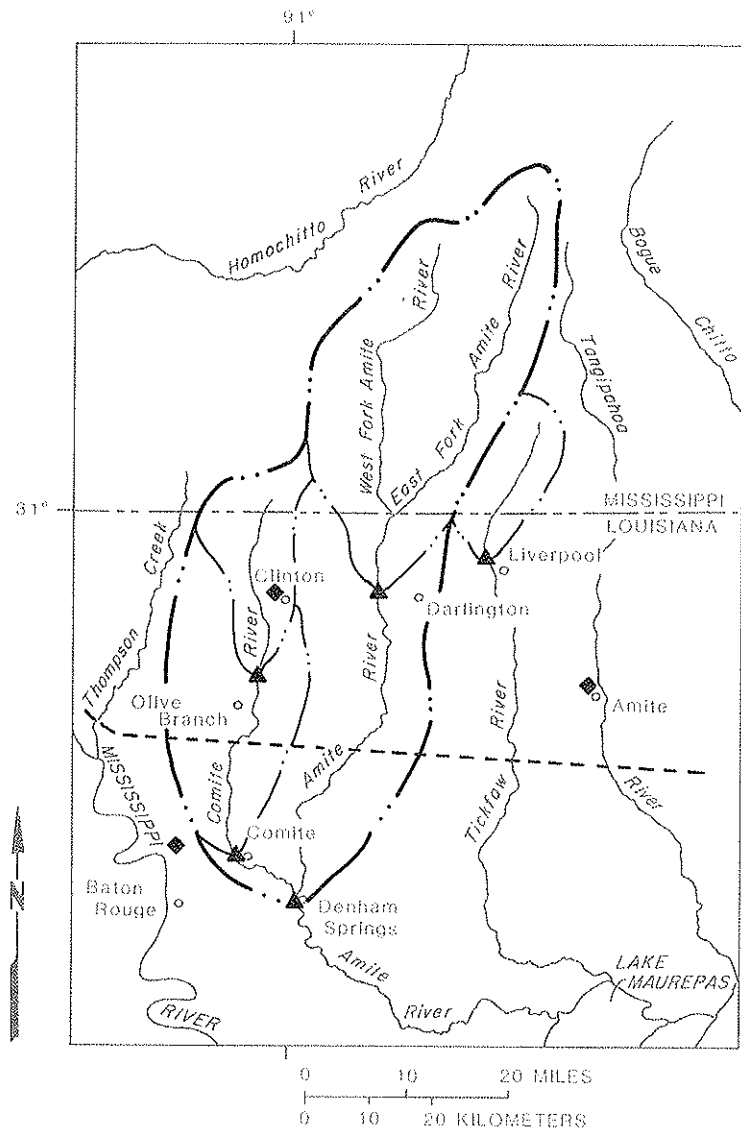 91°
Homochitto River
Bogue Chitto
West Fork Amite River
East Fork Amite River
Tangipahoa
31°
MISSISSIPPI
LOUISIANA
Thompson Creek
Clinton
Liverpool
Darlington
River
River
River
Olive
Branch
Amite
Amite
MISSISSIPPI
Comite
Tickfaw
River
Comite
Baton
Rouge
Denham
Springs
N
Amite
River
LAKE
MAUREPAS
RIVER
0 10 20 MILES
0 10 20 KILOMETERS